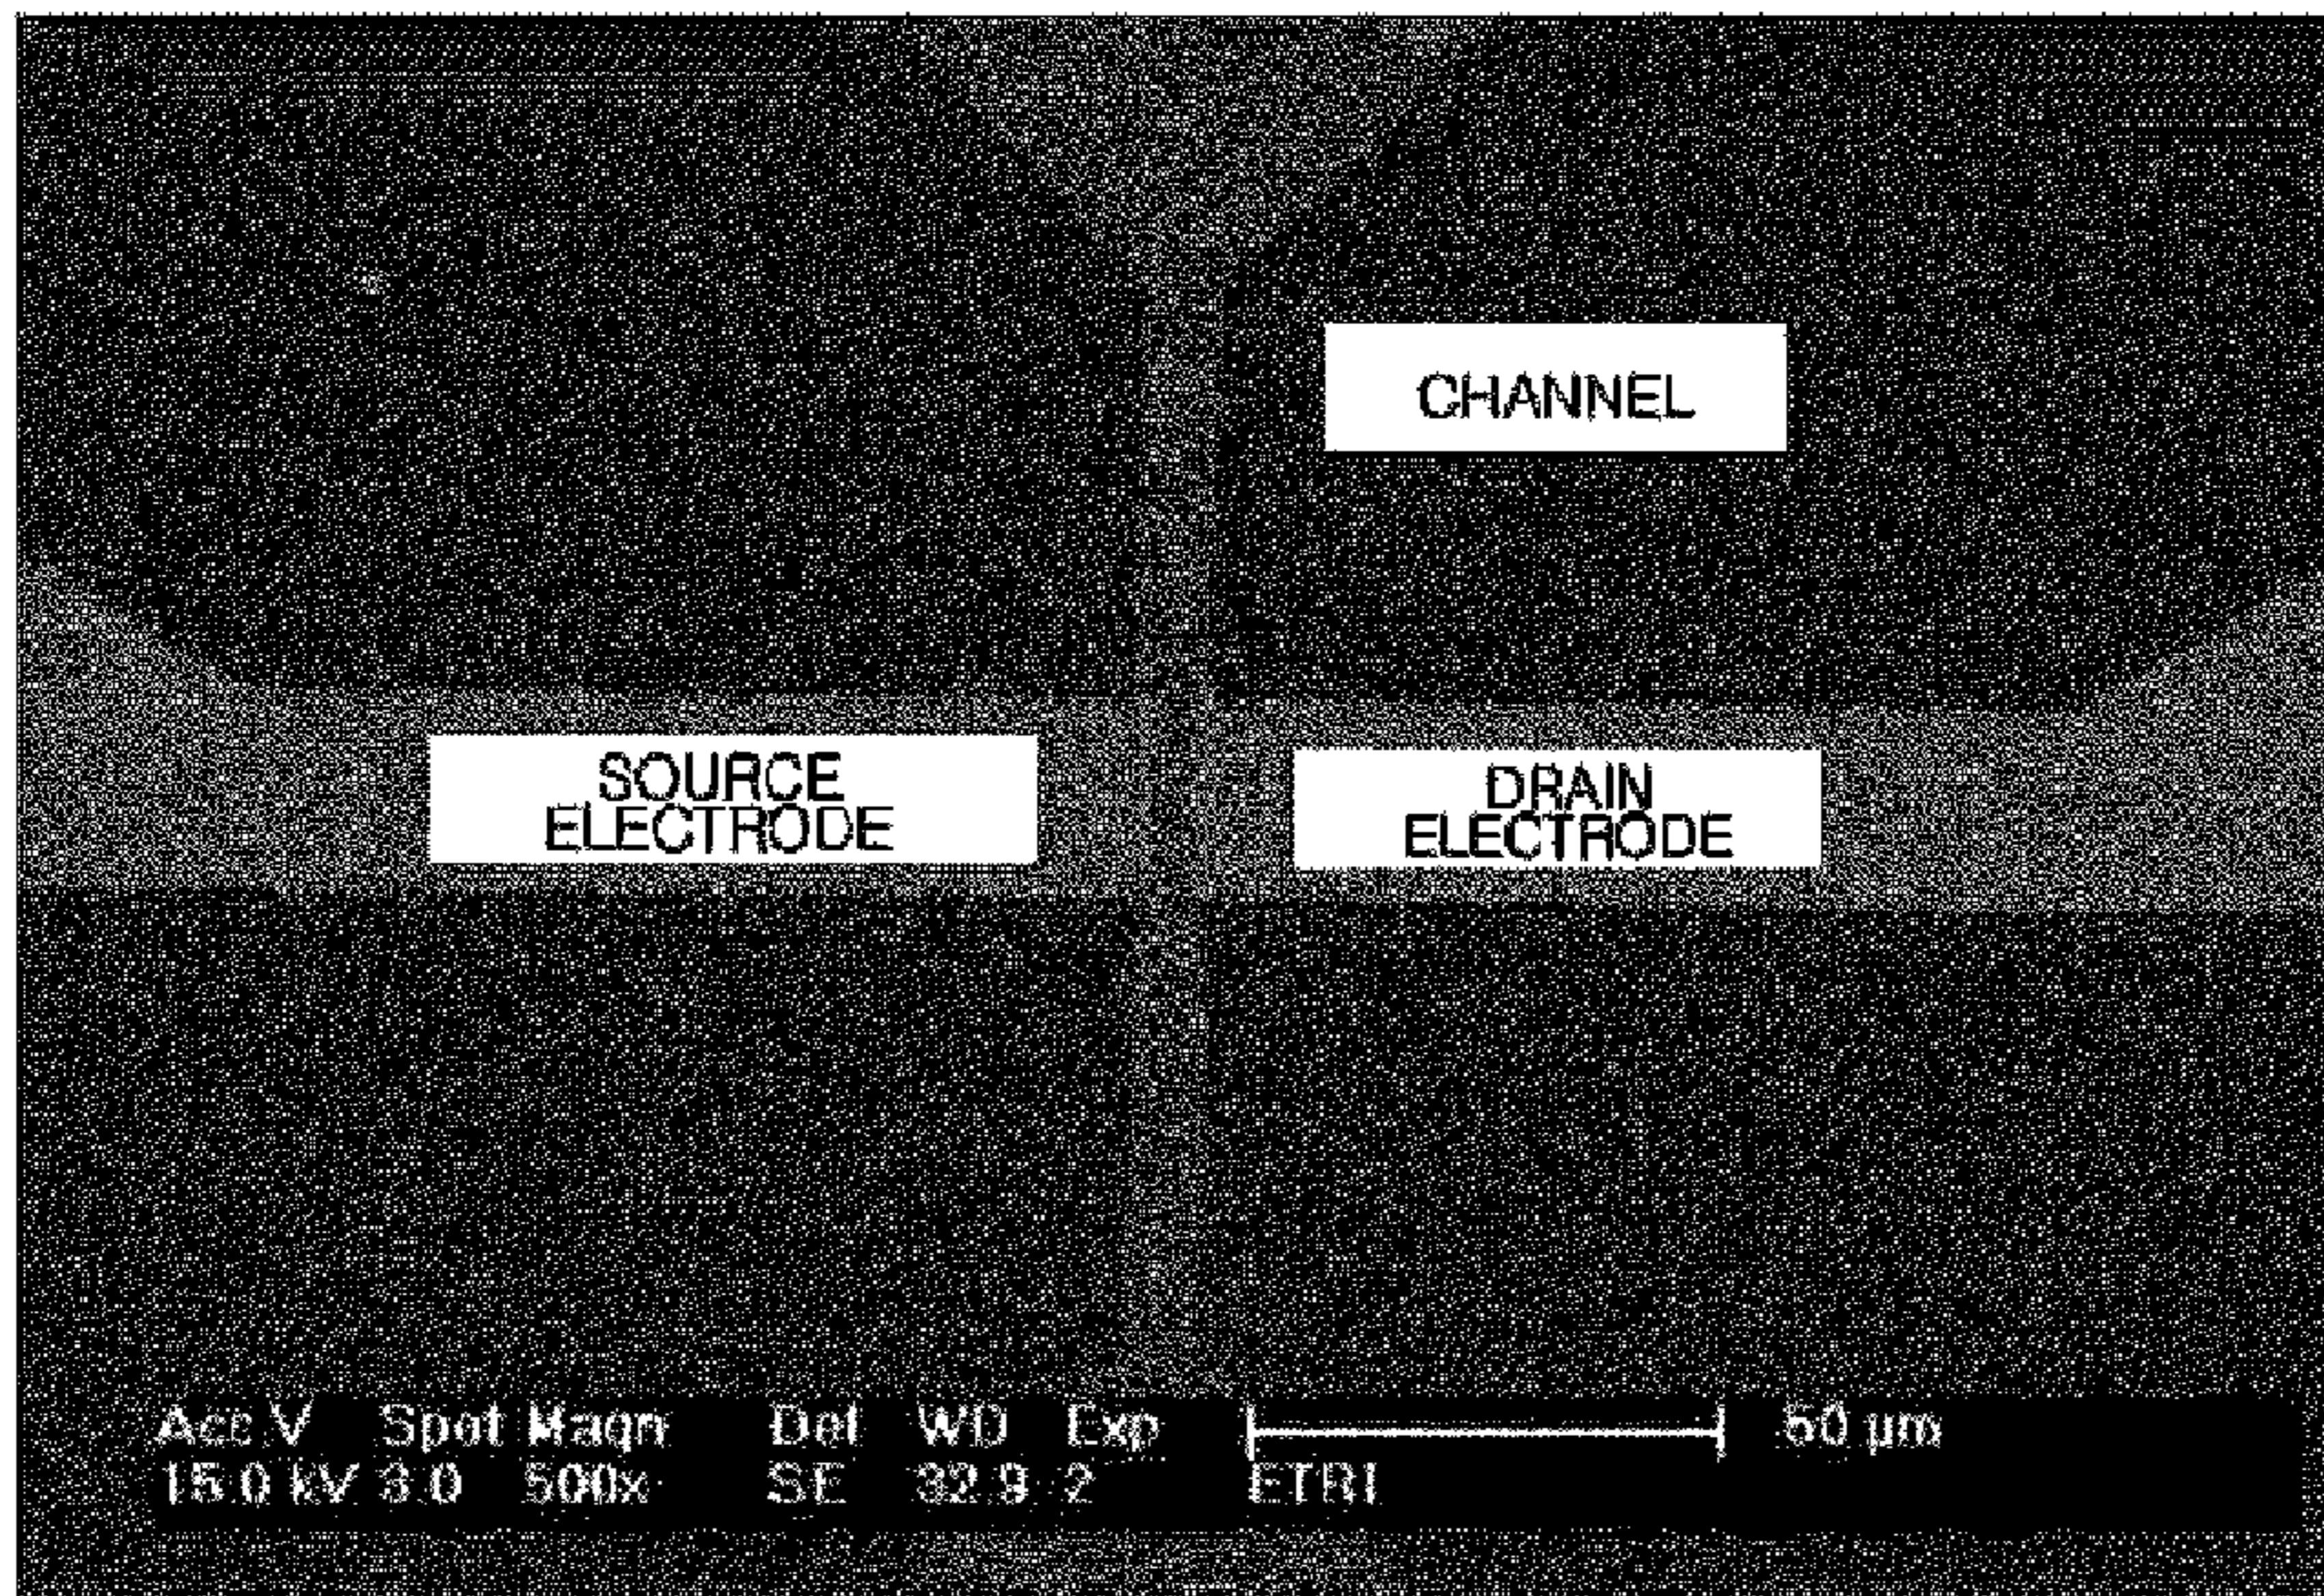 CHANNEL
SOURCE
ELECTRODE
DRAIN
ELECTRODE
Acc.V Spot Magn Det WD Exp
15.0 kV 3.0 500x SE 32.9 2
50 µm
ETRI